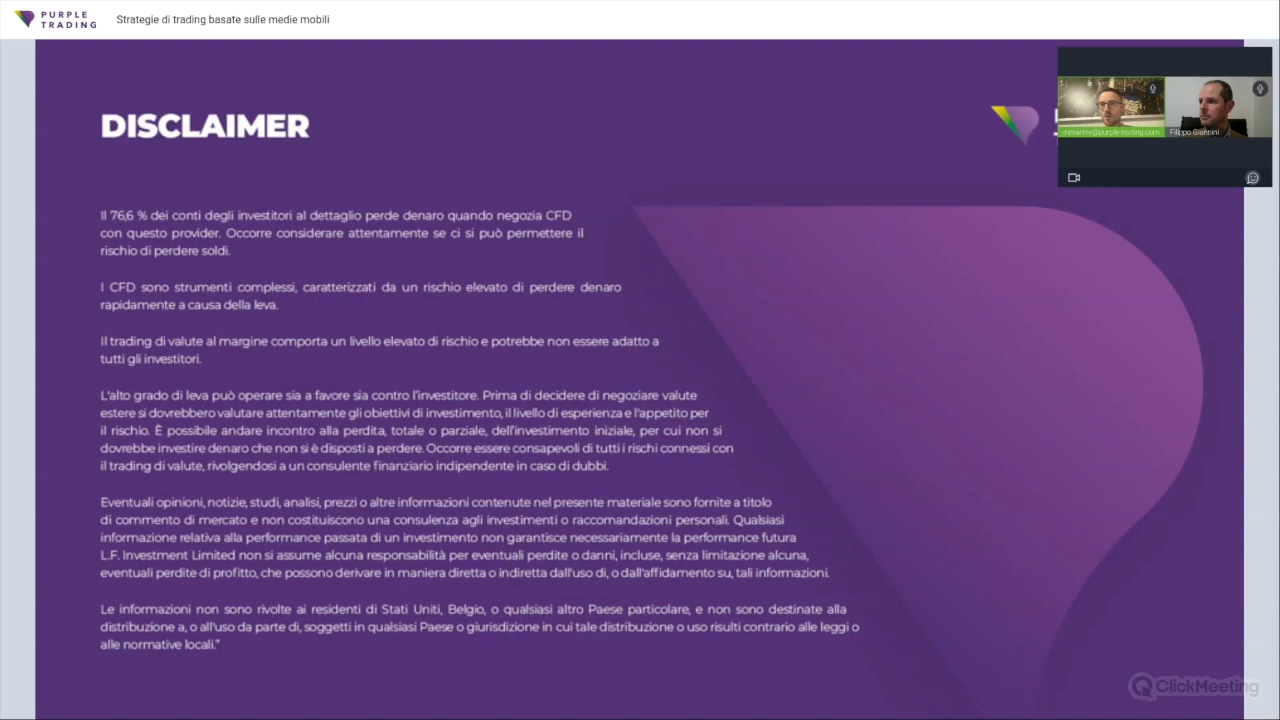 PURPLE
TRADING
Strategie di trading basate sulle medie mobili
DISCLAIMER
mmartire@purple-trading.com
Filippo Giannini
Il 76,6 % dei conti degli investitori al dettaglio perde denaro quando negozia CFD
con questo provider. Occorre considerare attentamente se ci si può permettere il
rischio di perdere soldi.
I CFD sono strumenti complessi, caratterizzati da un rischio elevato di perdere denaro
rapidamente a causa della leva.
Il trading di valute al margine comporta un livello elevato di rischio e potrebbe non essere adatto a
tutti gli investitori.
L'alto grado di leva può operare sia a favore sia contro l'investitore. Prima di decidere di negoziare valute
estere si dovrebbero valutare attentamente gli obiettivi di investimento, il livello di esperienza e l'appetito per
il rischio. È possibile andare incontro alla perdita, totale o parziale, dell'investimento iniziale, per cui non si
dovrebbe investire denaro che non si è disposti a perdere. Occorre essere consapevoli di tutti i rischi connessi con
il trading di valute, rivolgendosi a un consulente finanziario indipendente in caso di dubbi.
Eventuali opinioni, notizie, studi, analisi, prezzi o altre informazioni contenute nel presente materiale sono fornite a titolo
di commento di mercato e non costituiscono una consulenza agli investimenti o raccomandazioni personali. Qualsiasi
informazione relativa alla performance passata di un investimento non garantisce necessariamente la performance futura
L.F. Investment Limited non si assume alcuna responsabilità per eventuali perdite o danni, incluse, senza limitazione alcuna,
eventuali perdite di profitto, che possono derivare in maniera diretta o indiretta dall'uso di, o dall'affidamento su, tali informazioni.
Le informazioni non sono rivolte ai residenti di Stati Uniti, Belgio, o qualsiasi altro Paese particolare, e non sono destinate alla
distribuzione a, o all'uso da parte di, soggetti in qualsiasi Paese o giurisdizione in cui tale distribuzione o uso risulti contrario alle leggi o
alle normative locali.”
ClickMeeting